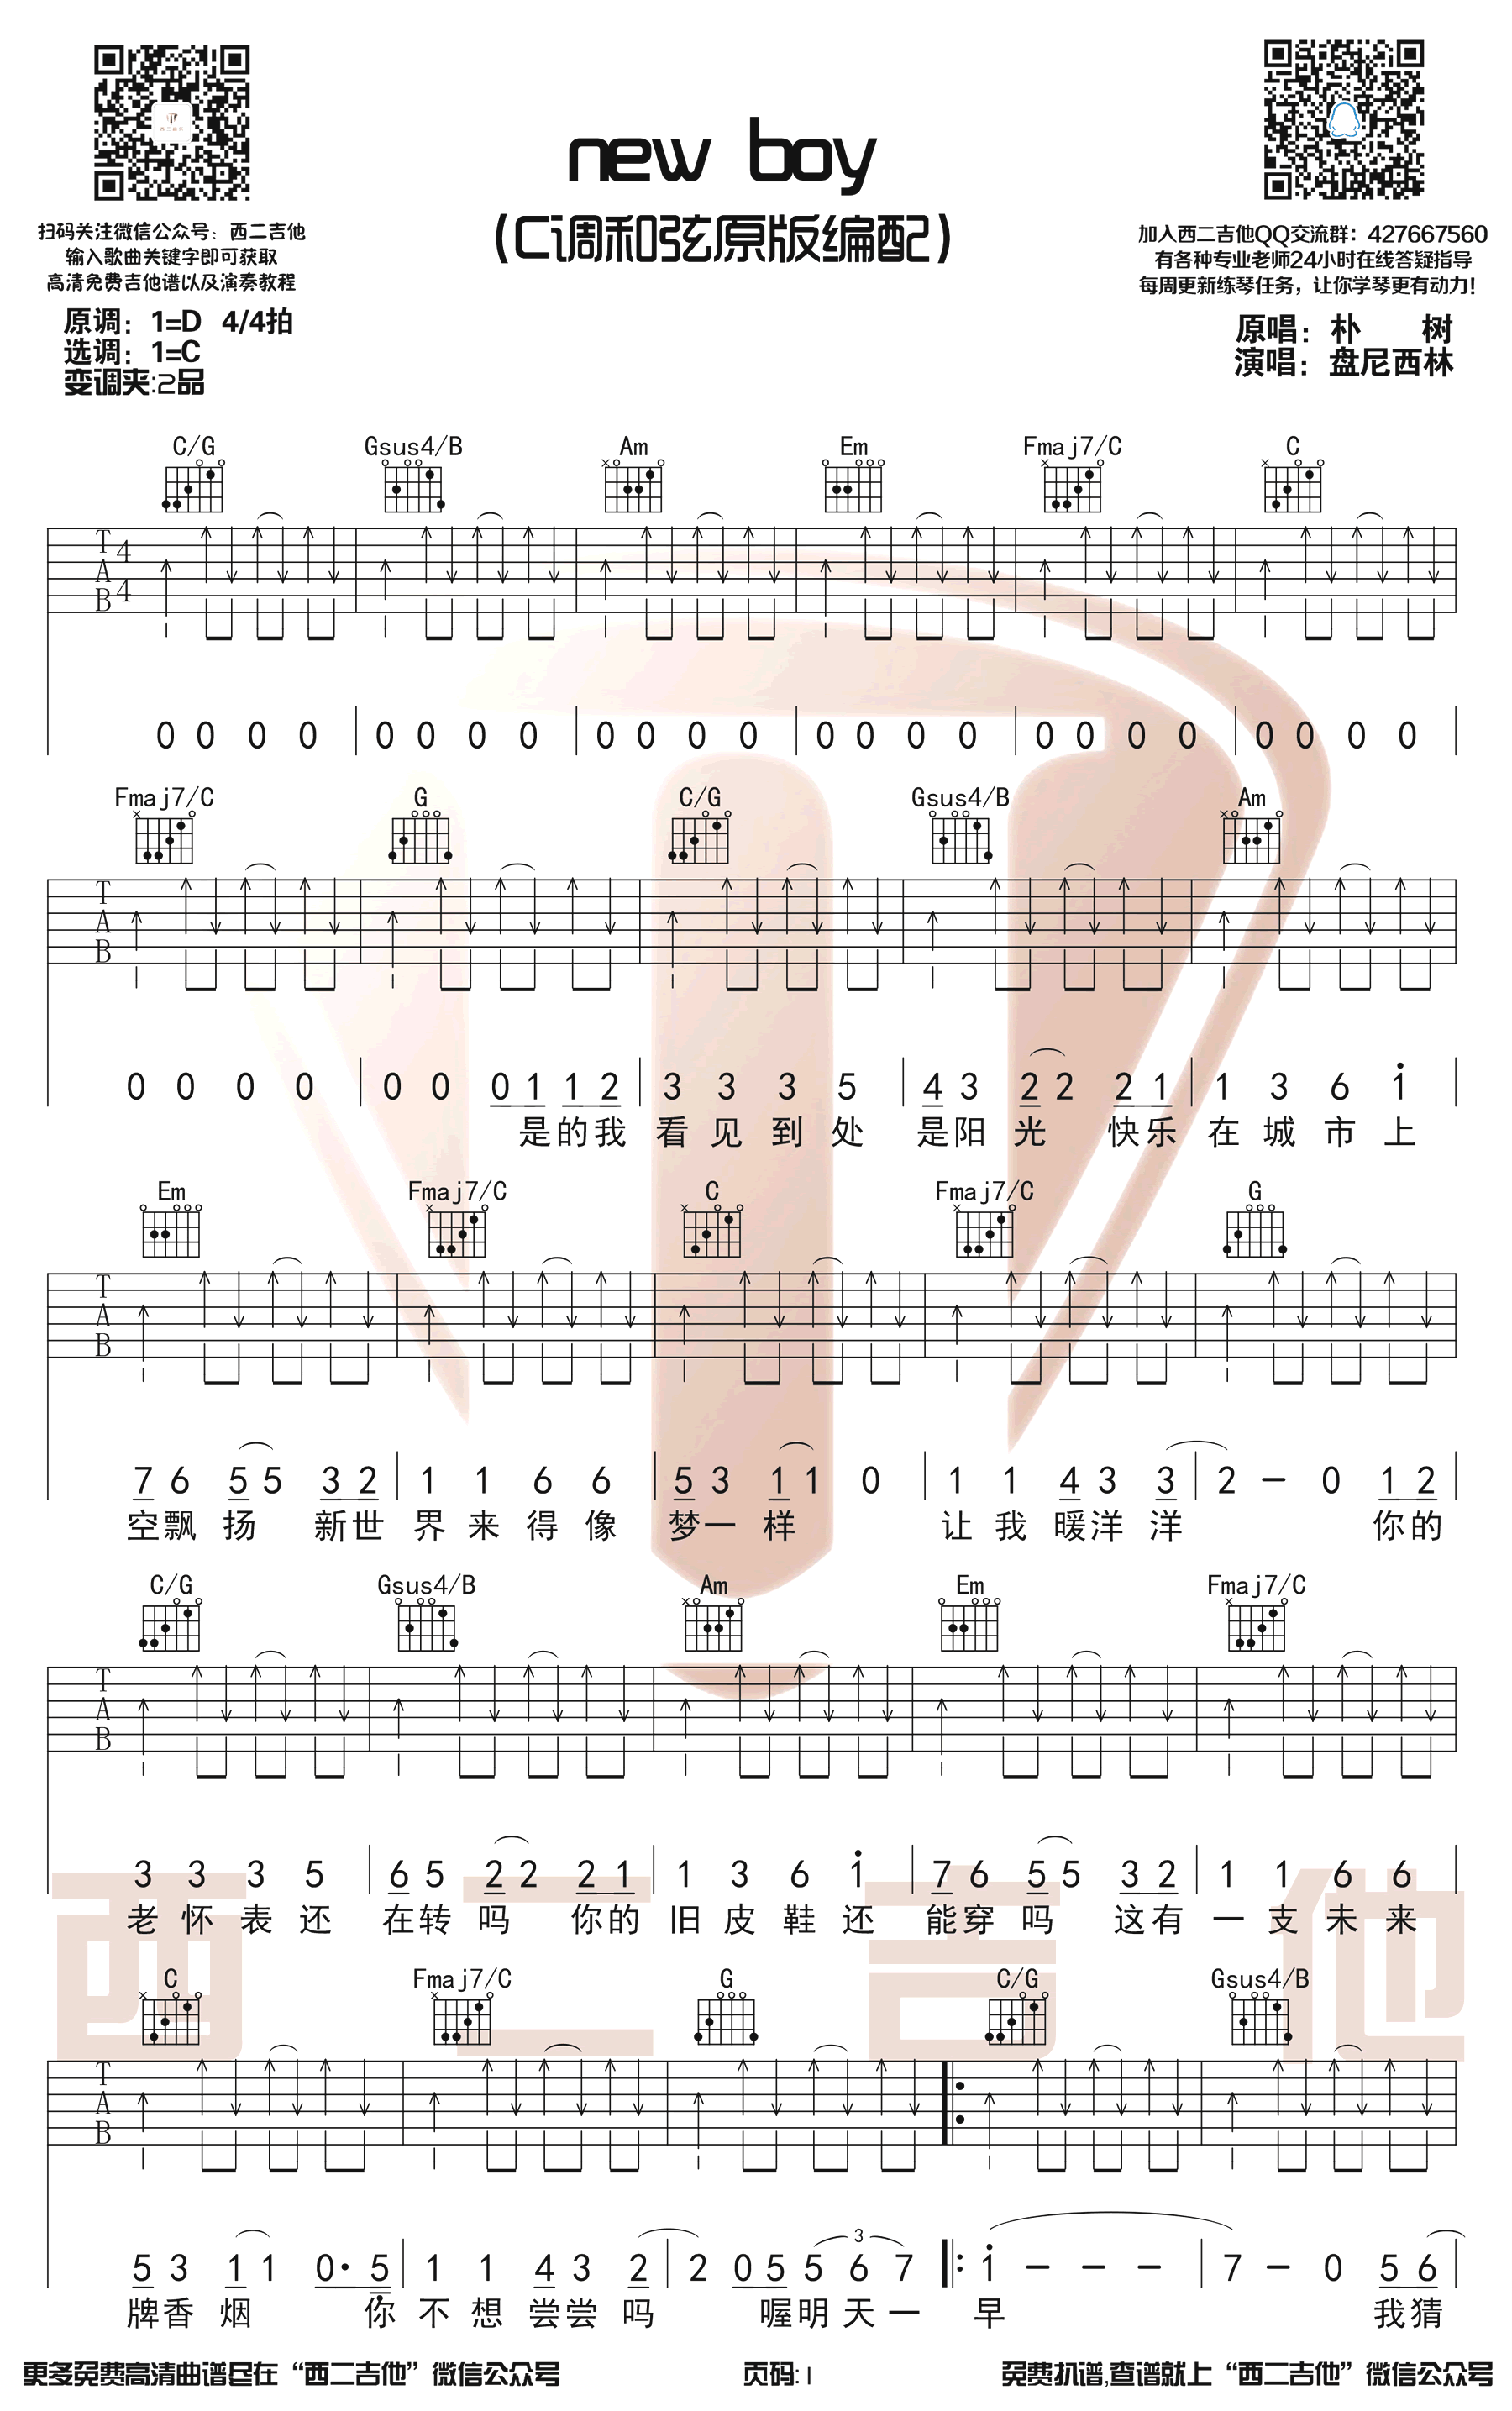 new boy
(C调和弦原版编配)
扫码关注微信公众号：西二吉他
输入歌曲关键字即可获取
高清免费吉他谱以及演奏教程
加入西二吉他QQ交流群：427667560
有各种专业老师24小时在线答疑指导
每周更新练琴任务，让你学琴更有动力！
原调：1=D 4/4拍
选调：1=C
变调夹:2品
原唱：朴 树
演唱：盘尼西林
C/G Gsus4/B Am Em Fmaj7/C C
T A B 4 4
0 0 0 0 0 0 0 0 0 0 0 0 0 0 0 0 0 0 0 0 0 0 0 0
Fmaj7/C G C/G Gsus4/B Am
T A B
0 0 0 0 0 0 0 1 1 2 3 3 3 5 4 3 2 2 2 1 1 3 6 1
是的我 看 见 到 处 是阳 光 快乐 在 城 市 上
Em Fmaj7/C C Fmaj7/C G
T A B
7 6 5 5 3 2 1 1 6 6 5 3 1 1 0 1 1 4 3 3 2 - 0 1 2
空飘 扬 新世 界 来 得 像 梦一 样 让 我 暖洋 洋 你的
C/G Gsus4/B Am Em Fmaj7/C
T A B
3 3 3 5 6 5 2 2 2 1 1 3 6 1 7 6 5 5 3 2 1 1 6 6
老 怀 表 还 在转 吗 你的 旧 皮 鞋 还 能穿 吗 这有 一 支 未 来
C Fmaj7/C G C/G Gsus4/B
T A B
5 3 1 1 0· 5 1 1 4 3 2 2 0 5 5 6 7 3 1 - - - 7 - 0 5 6
牌香 烟 你 不 想 尝尝 吗 喔明 天 一 早 我猜
西二吉他
更多免费高清曲谱尽在“西二吉他”微信公众号
页码:1
免费扒谱,查谱就上“西二吉他”微信公众号